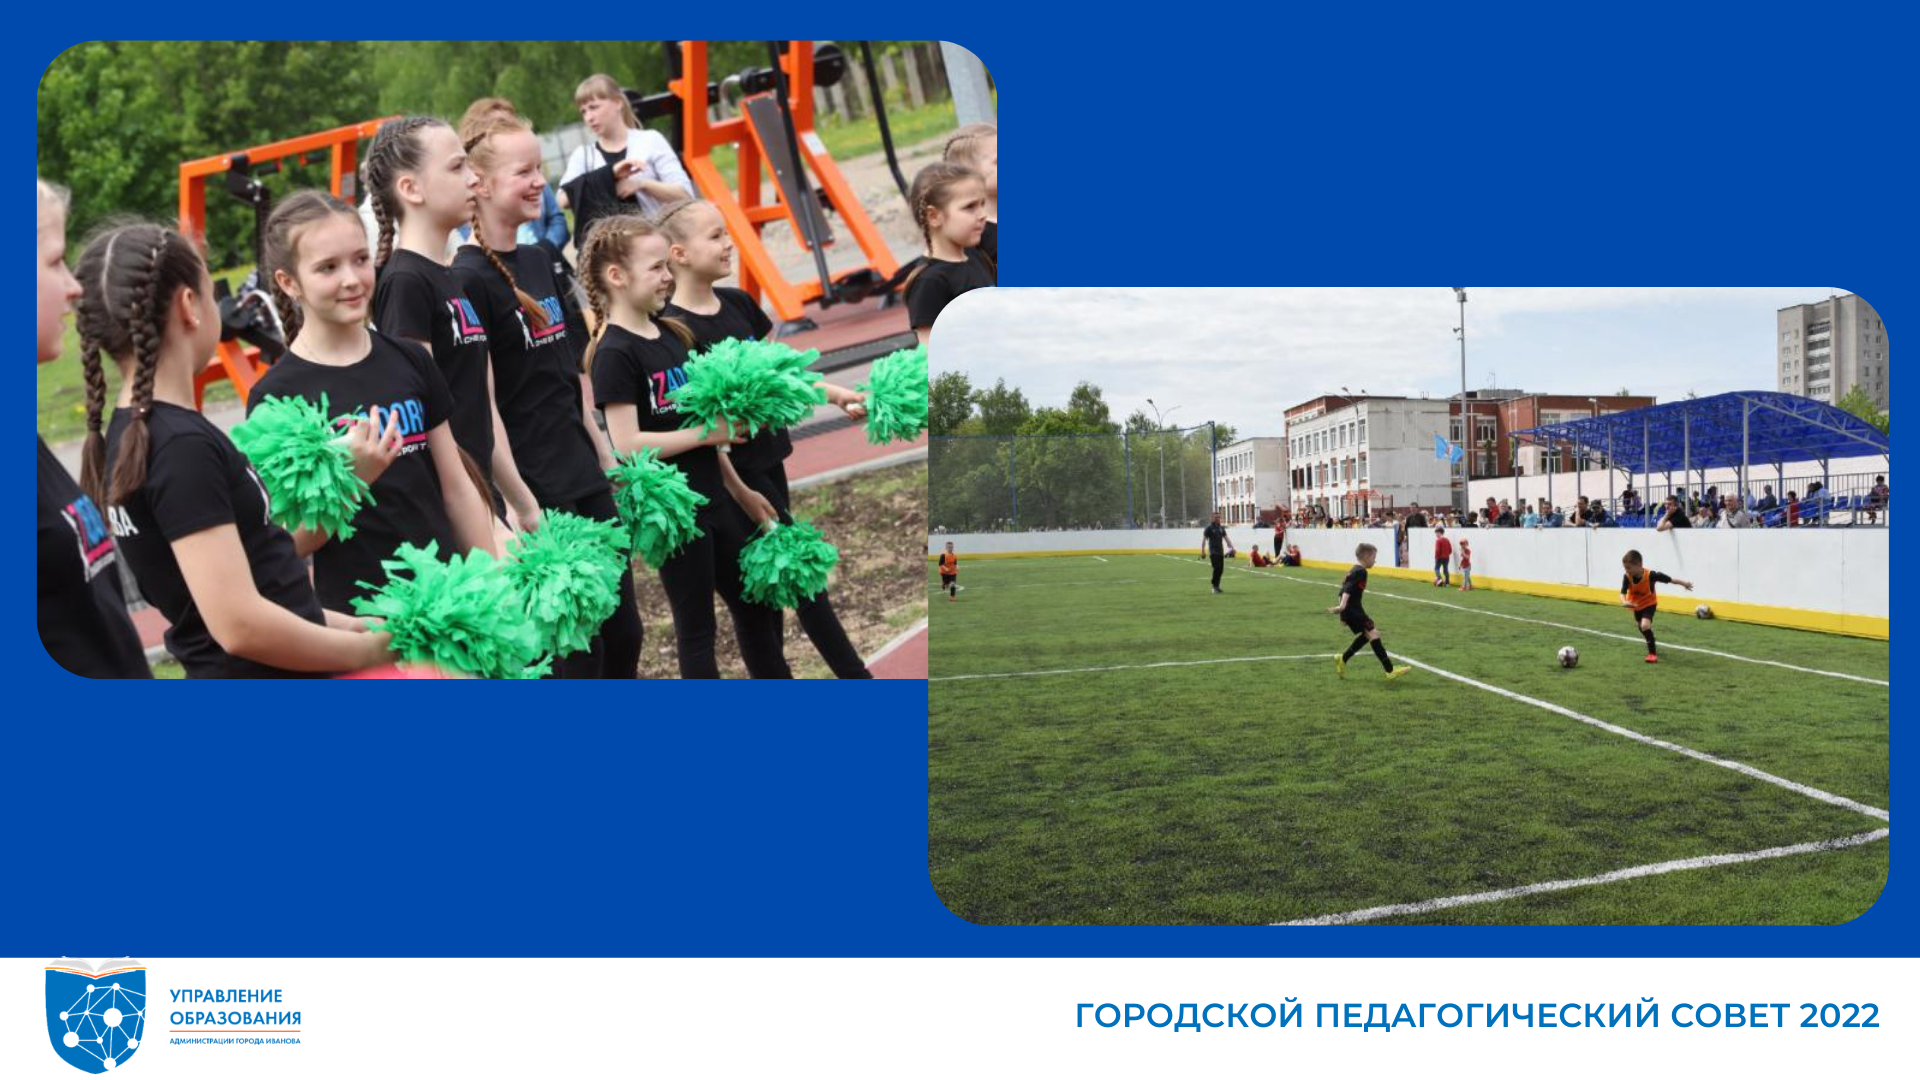 УПРАВЛЕНИЕ
ОБРАЗОВАНИЯ
АДМИНИСТРАЦИИ ГОРОДА ИВАНОВА
ГОРОДСКОЙ ПЕДАГОГИЧЕСКИЙ СОВЕТ 2022